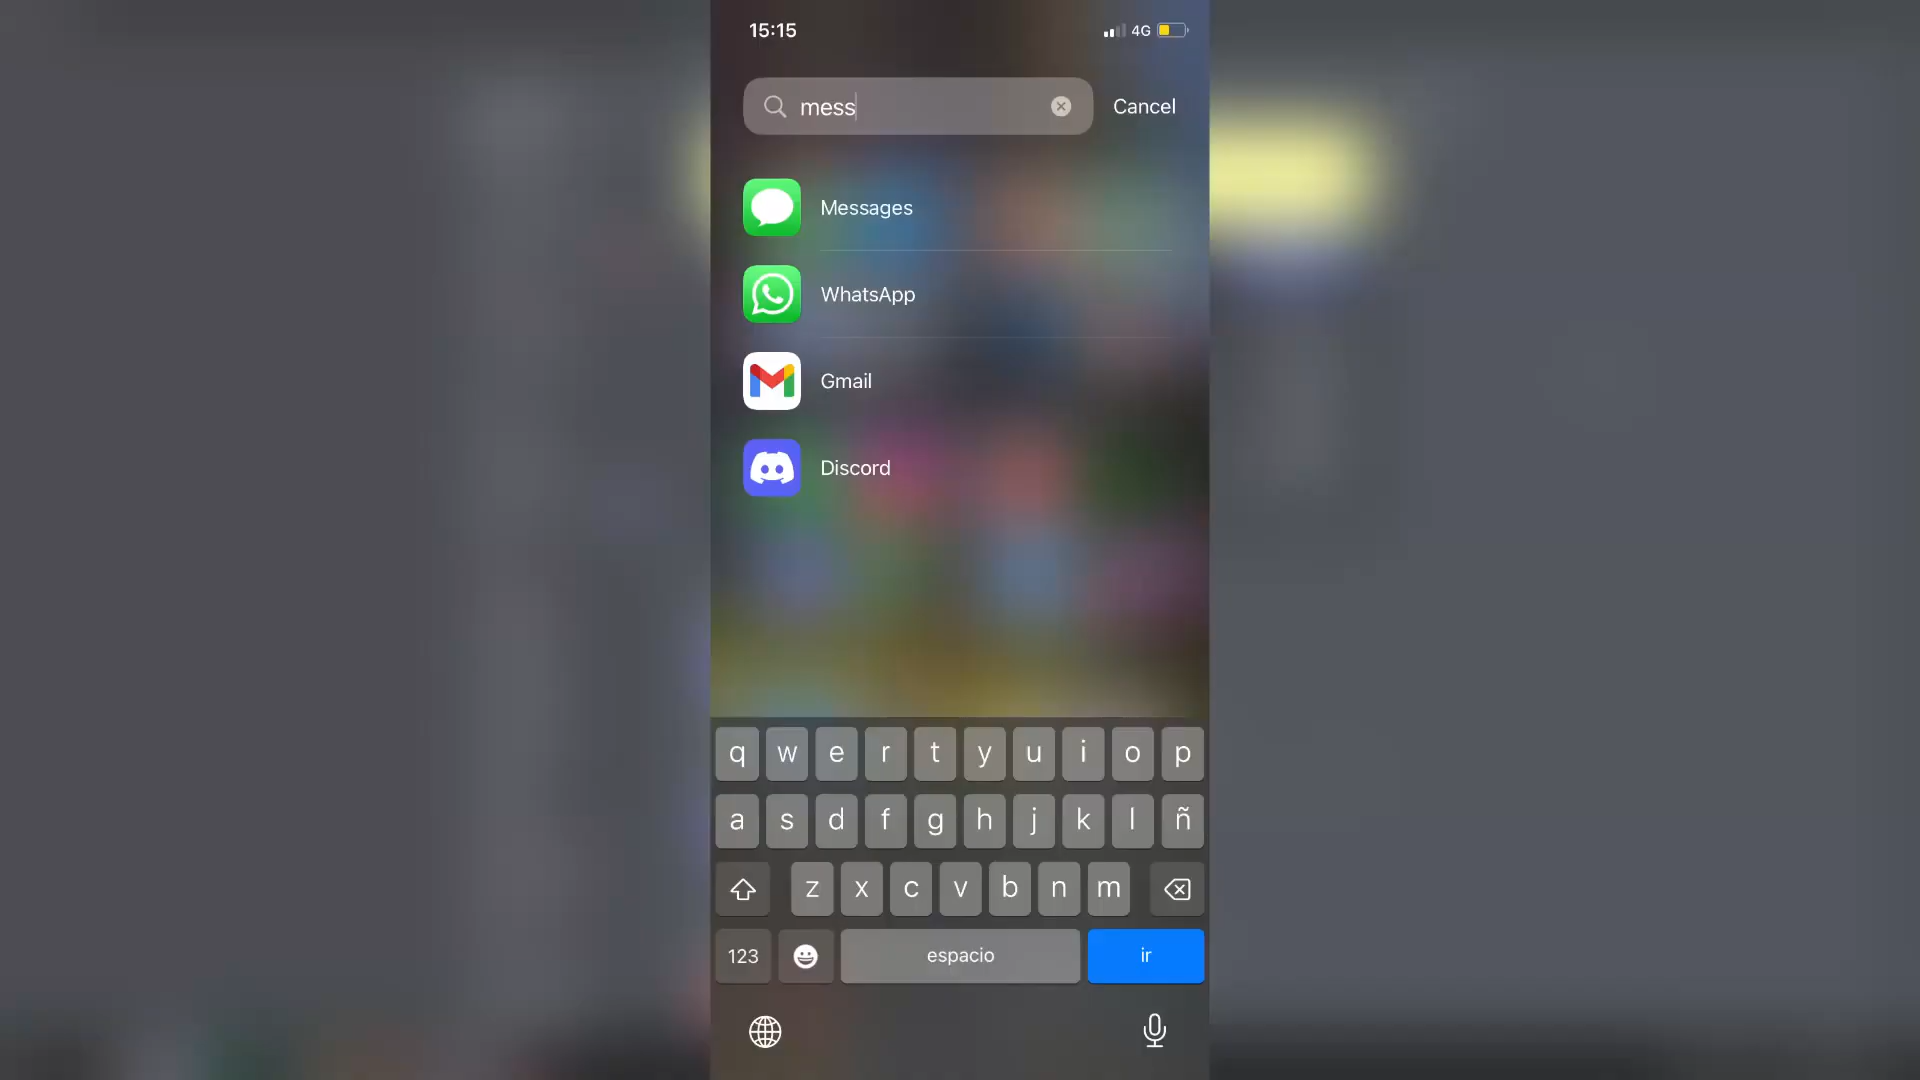 15:15 4G
mess Cancel
Messages
WhatsApp
Gmail
Discord
q w e r t y u i o p
a s d f g h j k l ñ
z x c v b n m
123 espacio ir